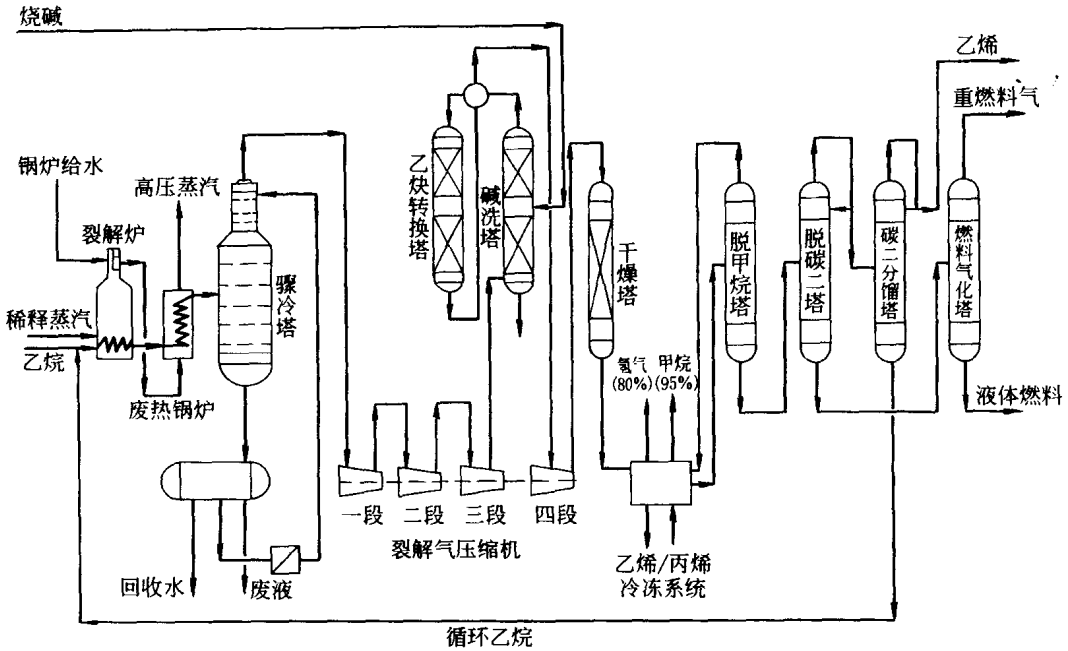 烧碱
乙烯
重燃料气
锅炉给水
高压蒸汽
裂解炉
乙炔转换塔
碱洗塔
干燥塔
脱甲烷塔
脱碳二塔
碳二分馏塔
燃料气化塔
骤冷塔
稀释蒸汽
乙烷
废热锅炉
氢气
(80%)
甲烷
(95%)
液体燃料
一段
二段
三段
四段
裂解气压缩机
乙烯/丙烯
冷冻系统
回收水
废液
循环乙烷